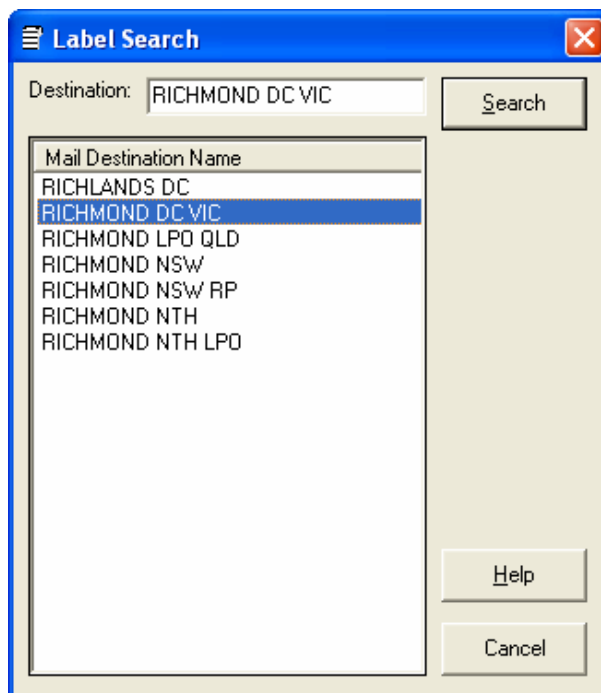 Label Search
Destination: RICHMOND DC VIC
Search
Mail Destination Name
RICHLANDS DC
RICHMOND DC VIC
RICHMOND LPO QLD
RICHMOND NSW
RICHMOND NSW RP
RICHMOND NTH
RICHMOND NTH LPO
Help
Cancel